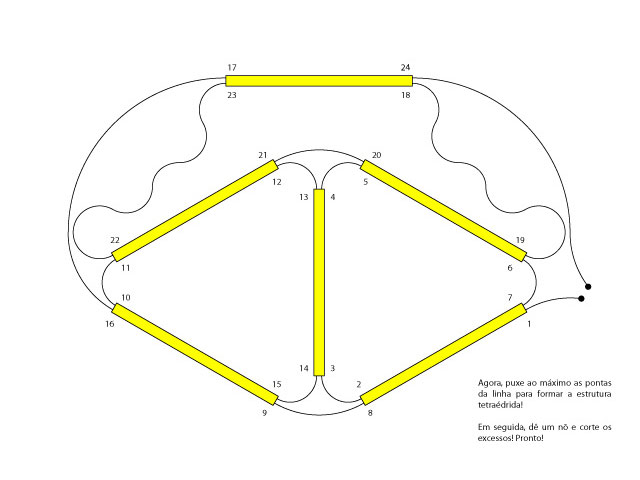 17 24
23 18
21 20
12 5
13 4
22 19
11 6
10 7
16 1
14 3
15 2
9 8
Agora, puxe ao máximo as pontas
da linha para formar a estrutura
tetraédrida!
Em seguida, dê um nó e corte os
excessos! Pronto!